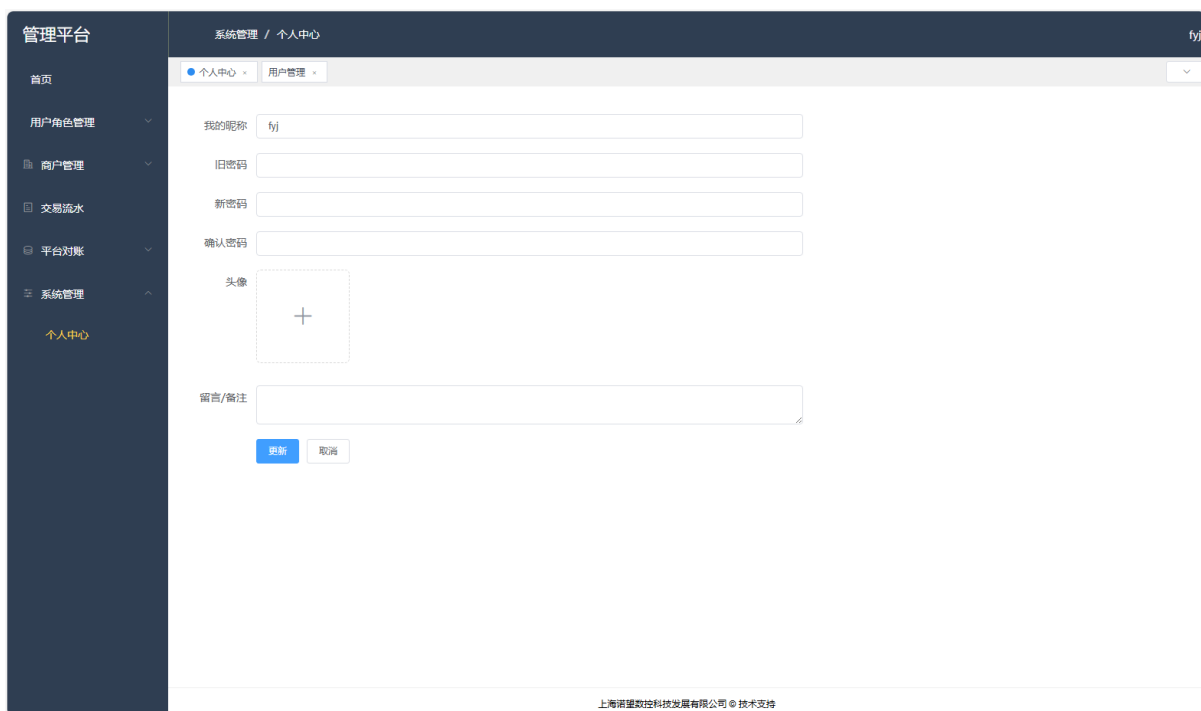 管理平台
系统管理 / 个人中心
fyj
首页
用户角色管理
商户管理
交易流水
平台对账
系统管理
个人中心
个人中心 ×
用户管理 ×
我的昵称 fyj
旧密码
新密码
确认密码
头像
留言/备注
更新 取消
上海诺望数控科技发展有限公司 © 技术支持